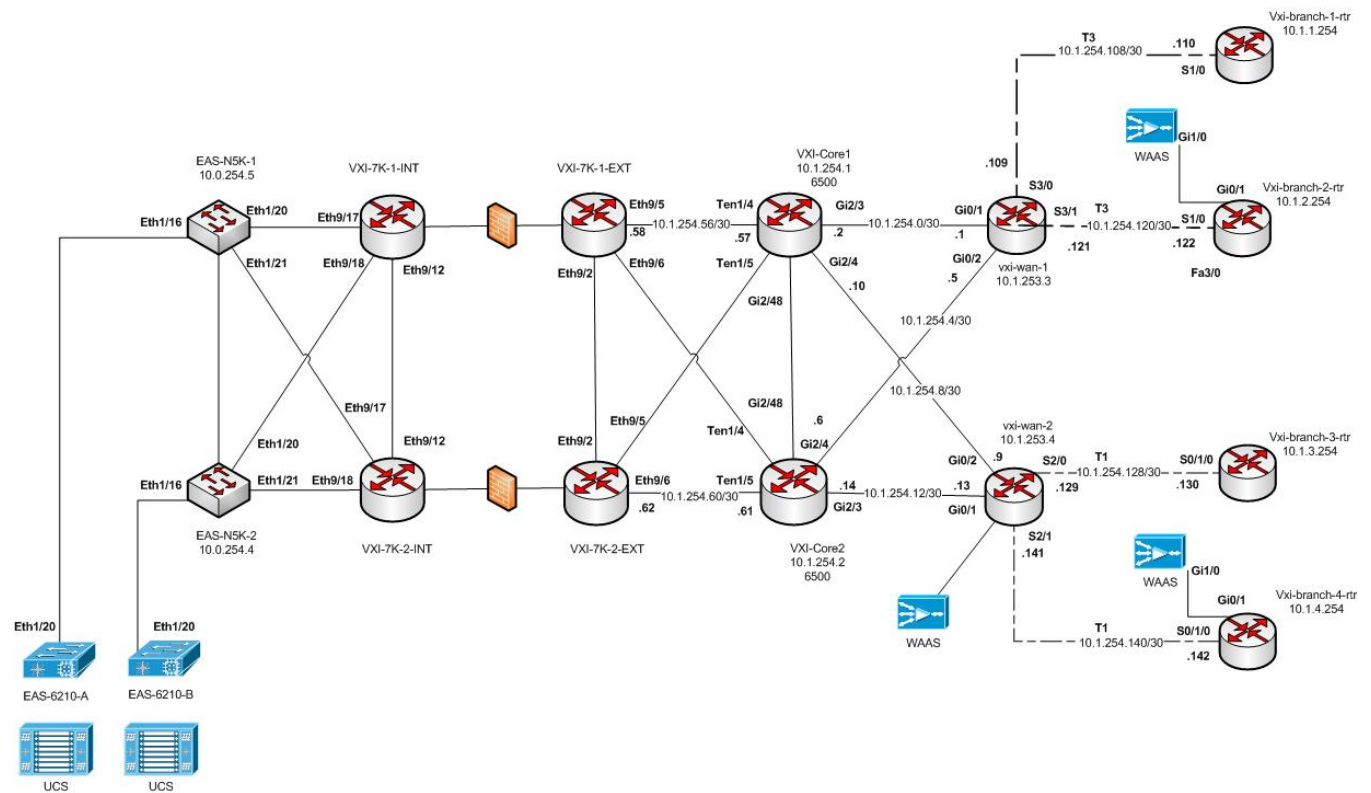 Vxi-branch-1-rtr
10.1.1.254
T3
10.1.254.108/30
.110
S1/0
Gi1/0
WAAS
EAS-N5K-1
10.0.254.5
VXI-7K-1-INT
VXI-7K-1-EXT
VXI-Core1
10.1.254.1
6500
.109
S3/0
Gi0/1
Vxi-branch-2-rtr
10.1.2.254
Eth1/16
Eth1/20
Eth9/17
Eth9/5
10.1.254.56/30
.58
Ten1/4
.57
Gi2/3
.2
10.1.254.0/30
Gi0/1
.1
S3/1
.121
T3
10.1.254.120/30
S1/0
.122
Eth1/21
Eth9/18
Eth9/12
Eth9/2
Eth9/6
Ten1/5
Gi2/4
.10
Gi0/2
.5
vxi-wan-1
10.1.253.3
Fa3/0
Gi2/48
10.1.254.4/30
10.1.254.8/30
Eth9/17
Eth1/20
Eth9/12
Eth9/5
Eth9/2
Gi2/48
Ten1/4
.6
Gi2/4
vxi-wan-2
10.1.253.4
.9
Gi0/2
Vxi-branch-3-rtr
10.1.3.254
Eth1/16
Eth1/21
Eth9/18
Eth9/6
10.1.254.60/30
.62
Ten1/5
.61
.14
Gi2/3
10.1.254.12/30
.13
Gi0/1
S2/0
.129
T1
10.1.254.128/30
S0/1/0
.130
EAS-N5K-2
10.0.254.4
VXI-7K-2-INT
VXI-7K-2-EXT
VXI-Core2
10.1.254.2
6500
S2/1
.141
WAAS
WAAS
Gi1/0
Gi0/1
Vxi-branch-4-rtr
10.1.4.254
T1
10.1.254.140/30
S0/1/0
.142
Eth1/20
Eth1/20
EAS-6210-A
EAS-6210-B
UCS
UCS